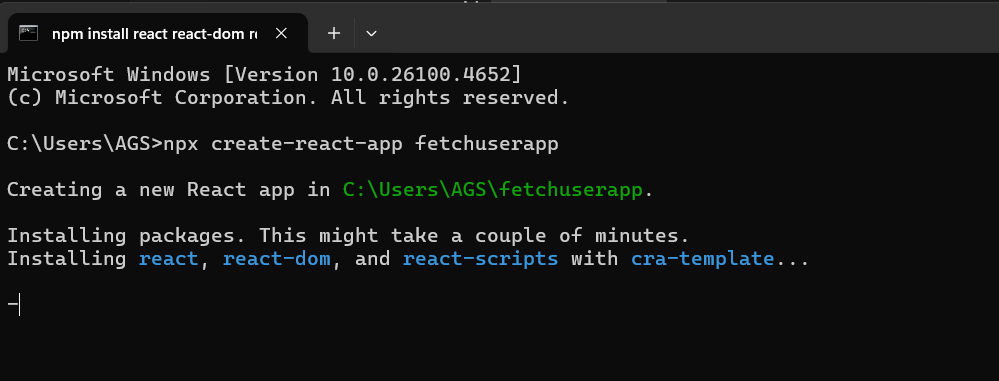 npm install react react-dom
Microsoft Windows [Version 10.0.26100.4652]
(c) Microsoft Corporation. All rights reserved.
C:\Users\AGS>npx create-react-app fetchuserapp
Creating a new React app in C:\Users\AGS\fetchuserapp.
Installing packages. This might take a couple of minutes.
Installing react, react-dom, and react-scripts with cra-template...
-